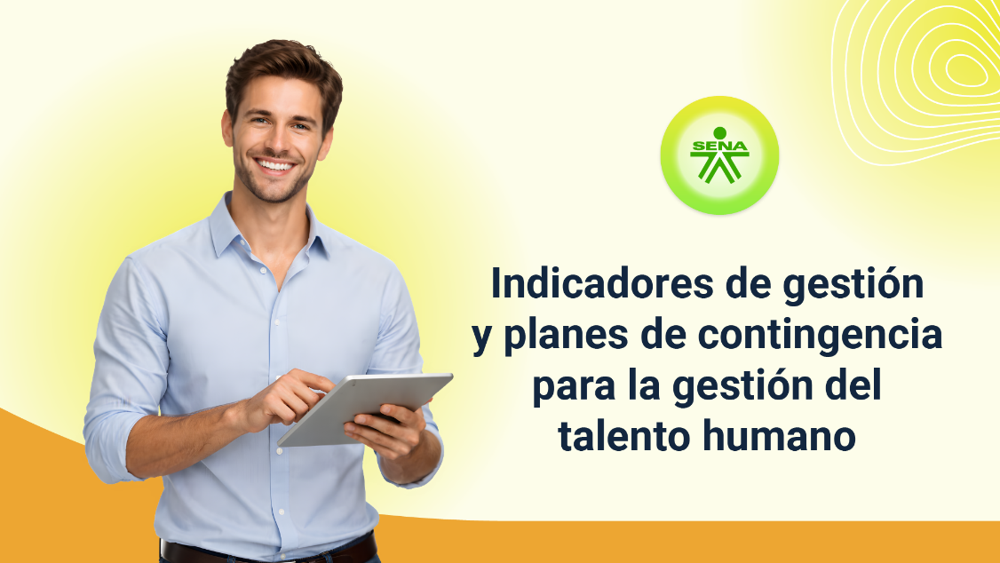 SENA
Indicadores de gestión
y planes de contingencia
para la gestión del
talento humano